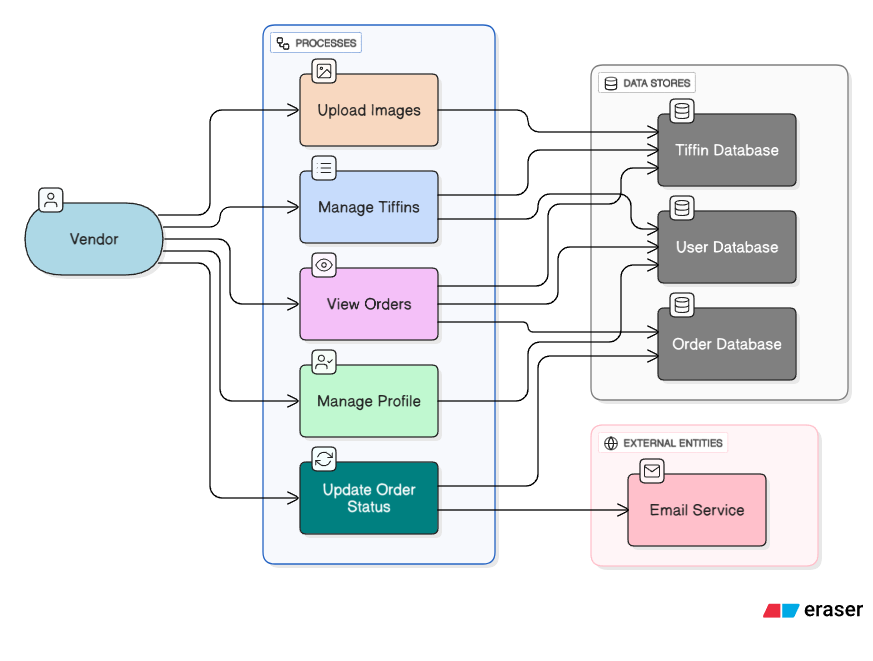 PROCESSES
Upload Images
Manage Tiffins
View Orders
Manage Profile
Update Order
Status
Vendor
DATA STORES
Tiffin Database
User Database
Order Database
EXTERNAL ENTITIES
Email Service
eraser